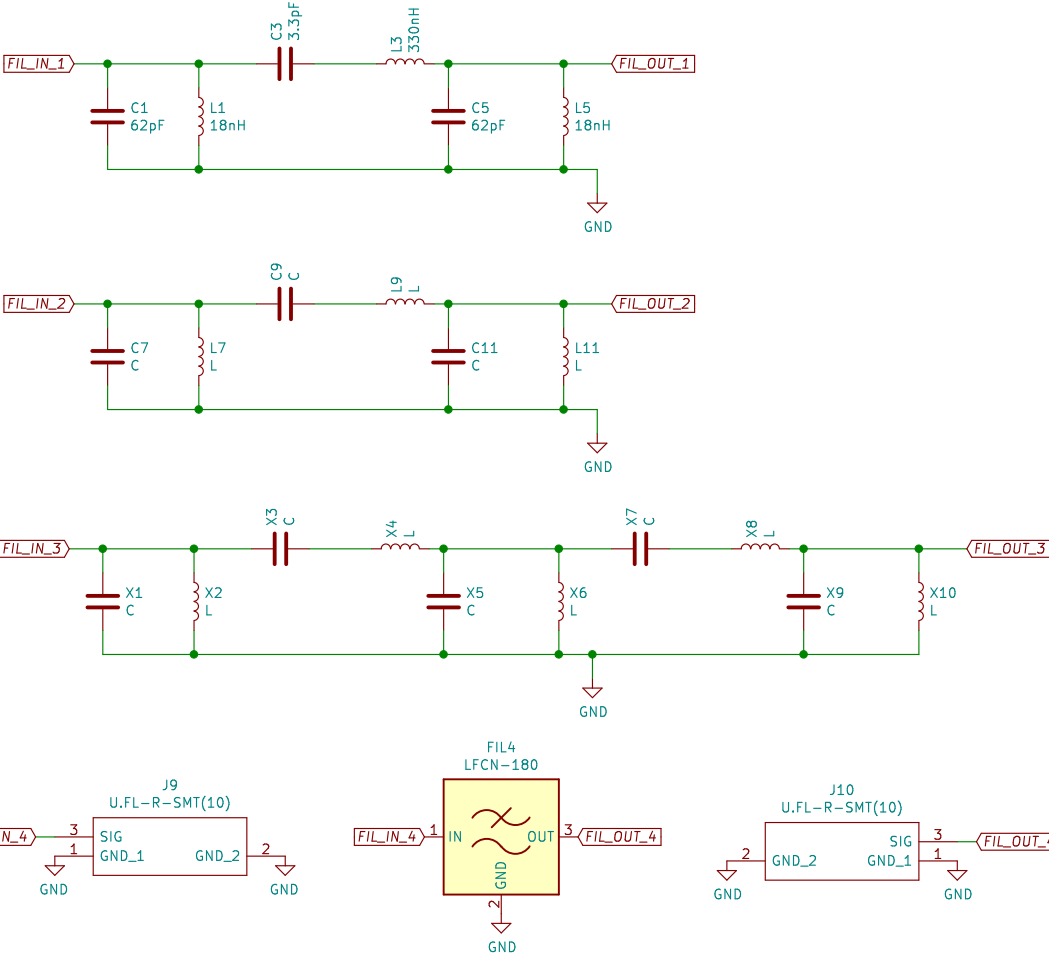 C3
3.3pF
L3
330nH
FIL_IN_1
FIL_OUT_1
C1
62pF
L1
18nH
C5
62pF
L5
18nH
GND
C9
C
L9
L
FIL_IN_2
FIL_OUT_2
C7
C
L7
L
C11
C
L11
L
GND
X3
C
X4
L
X7
C
X8
L
FIL_IN_3
FIL_OUT_3
X1
C
X2
L
X5
C
X6
L
X9
C
X10
L
GND
J9
U.FL-R-SMT(10)
N_4
3
SIG
1
GND_1
GND_2
2
GND
GND
FIL4
LFCN-180
FIL_IN_4
1
IN
OUT
3
FIL_OUT_4
GND
2
GND
J10
U.FL-R-SMT(10)
SIG
3
FIL_OUT_4
2
GND_2
GND_1
1
GND
GND